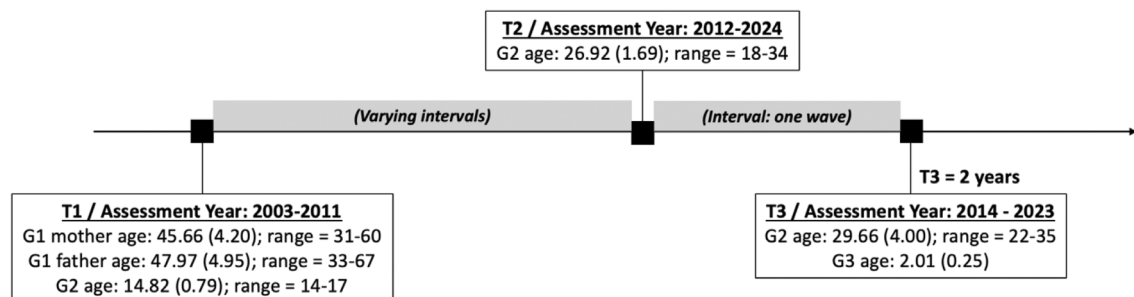 T2 / Assessment Year: 2012-2024
G2 age: 26.92 (1.69); range = 18-34
(Varying intervals)
(Interval: one wave)
T3 = 2 years
T1 / Assessment Year: 2003-2011
G1 mother age: 45.66 (4.20); range = 31-60
G1 father age: 47.97 (4.95); range = 33-67
G2 age: 14.82 (0.79); range = 14-17
T3 / Assessment Year: 2014 - 2023
G2 age: 29.66 (4.00); range = 22-35
G3 age: 2.01 (0.25)